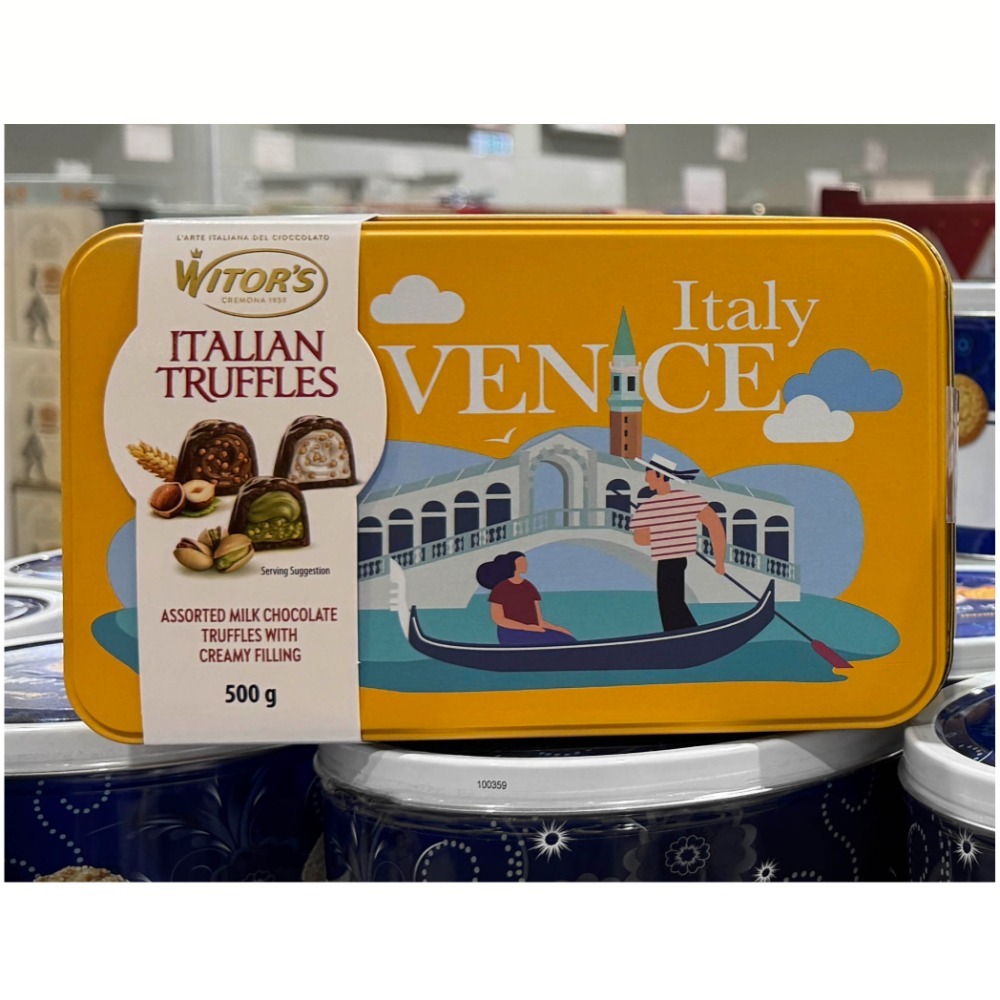 L'ARTE ITALIANA DEL CIOCCOLATO
WITOR'S
CREMONA 1959
ITALIAN
TRUFFLES
Serving Suggestion
ASSORTED MILK CHOCOLATE
TRUFFLES WITH
CREAMY FILLING
500 g
Italy
VENICE
100359